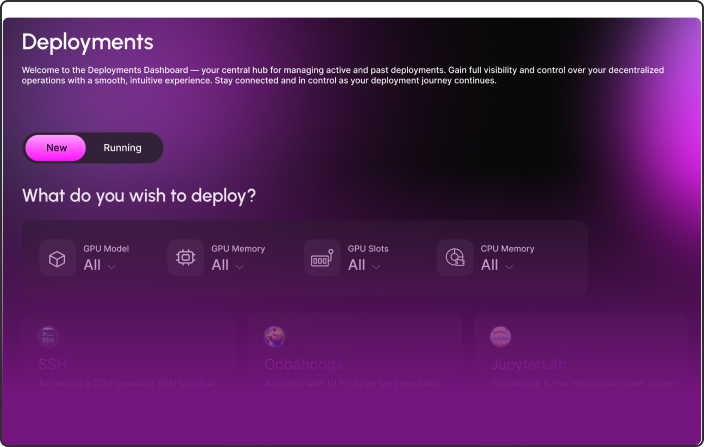 Deployments
Welcome to the Deployments Dashboard — your central hub for managing active and past deployments. Gain full visibility and control over your decentralized
operations with a smooth, intuitive experience. Stay connected and in control as your deployment journey continues.
New Running
What do you wish to deploy?
GPU Model GPU Memory GPU Slots CPU Memory
All All All All
SSH Oobabooga JupyterLab
Access to a GPU powered SSH terminal A Gradio web UI for large lang modules JupyterLab is the interactive lorem ipsum